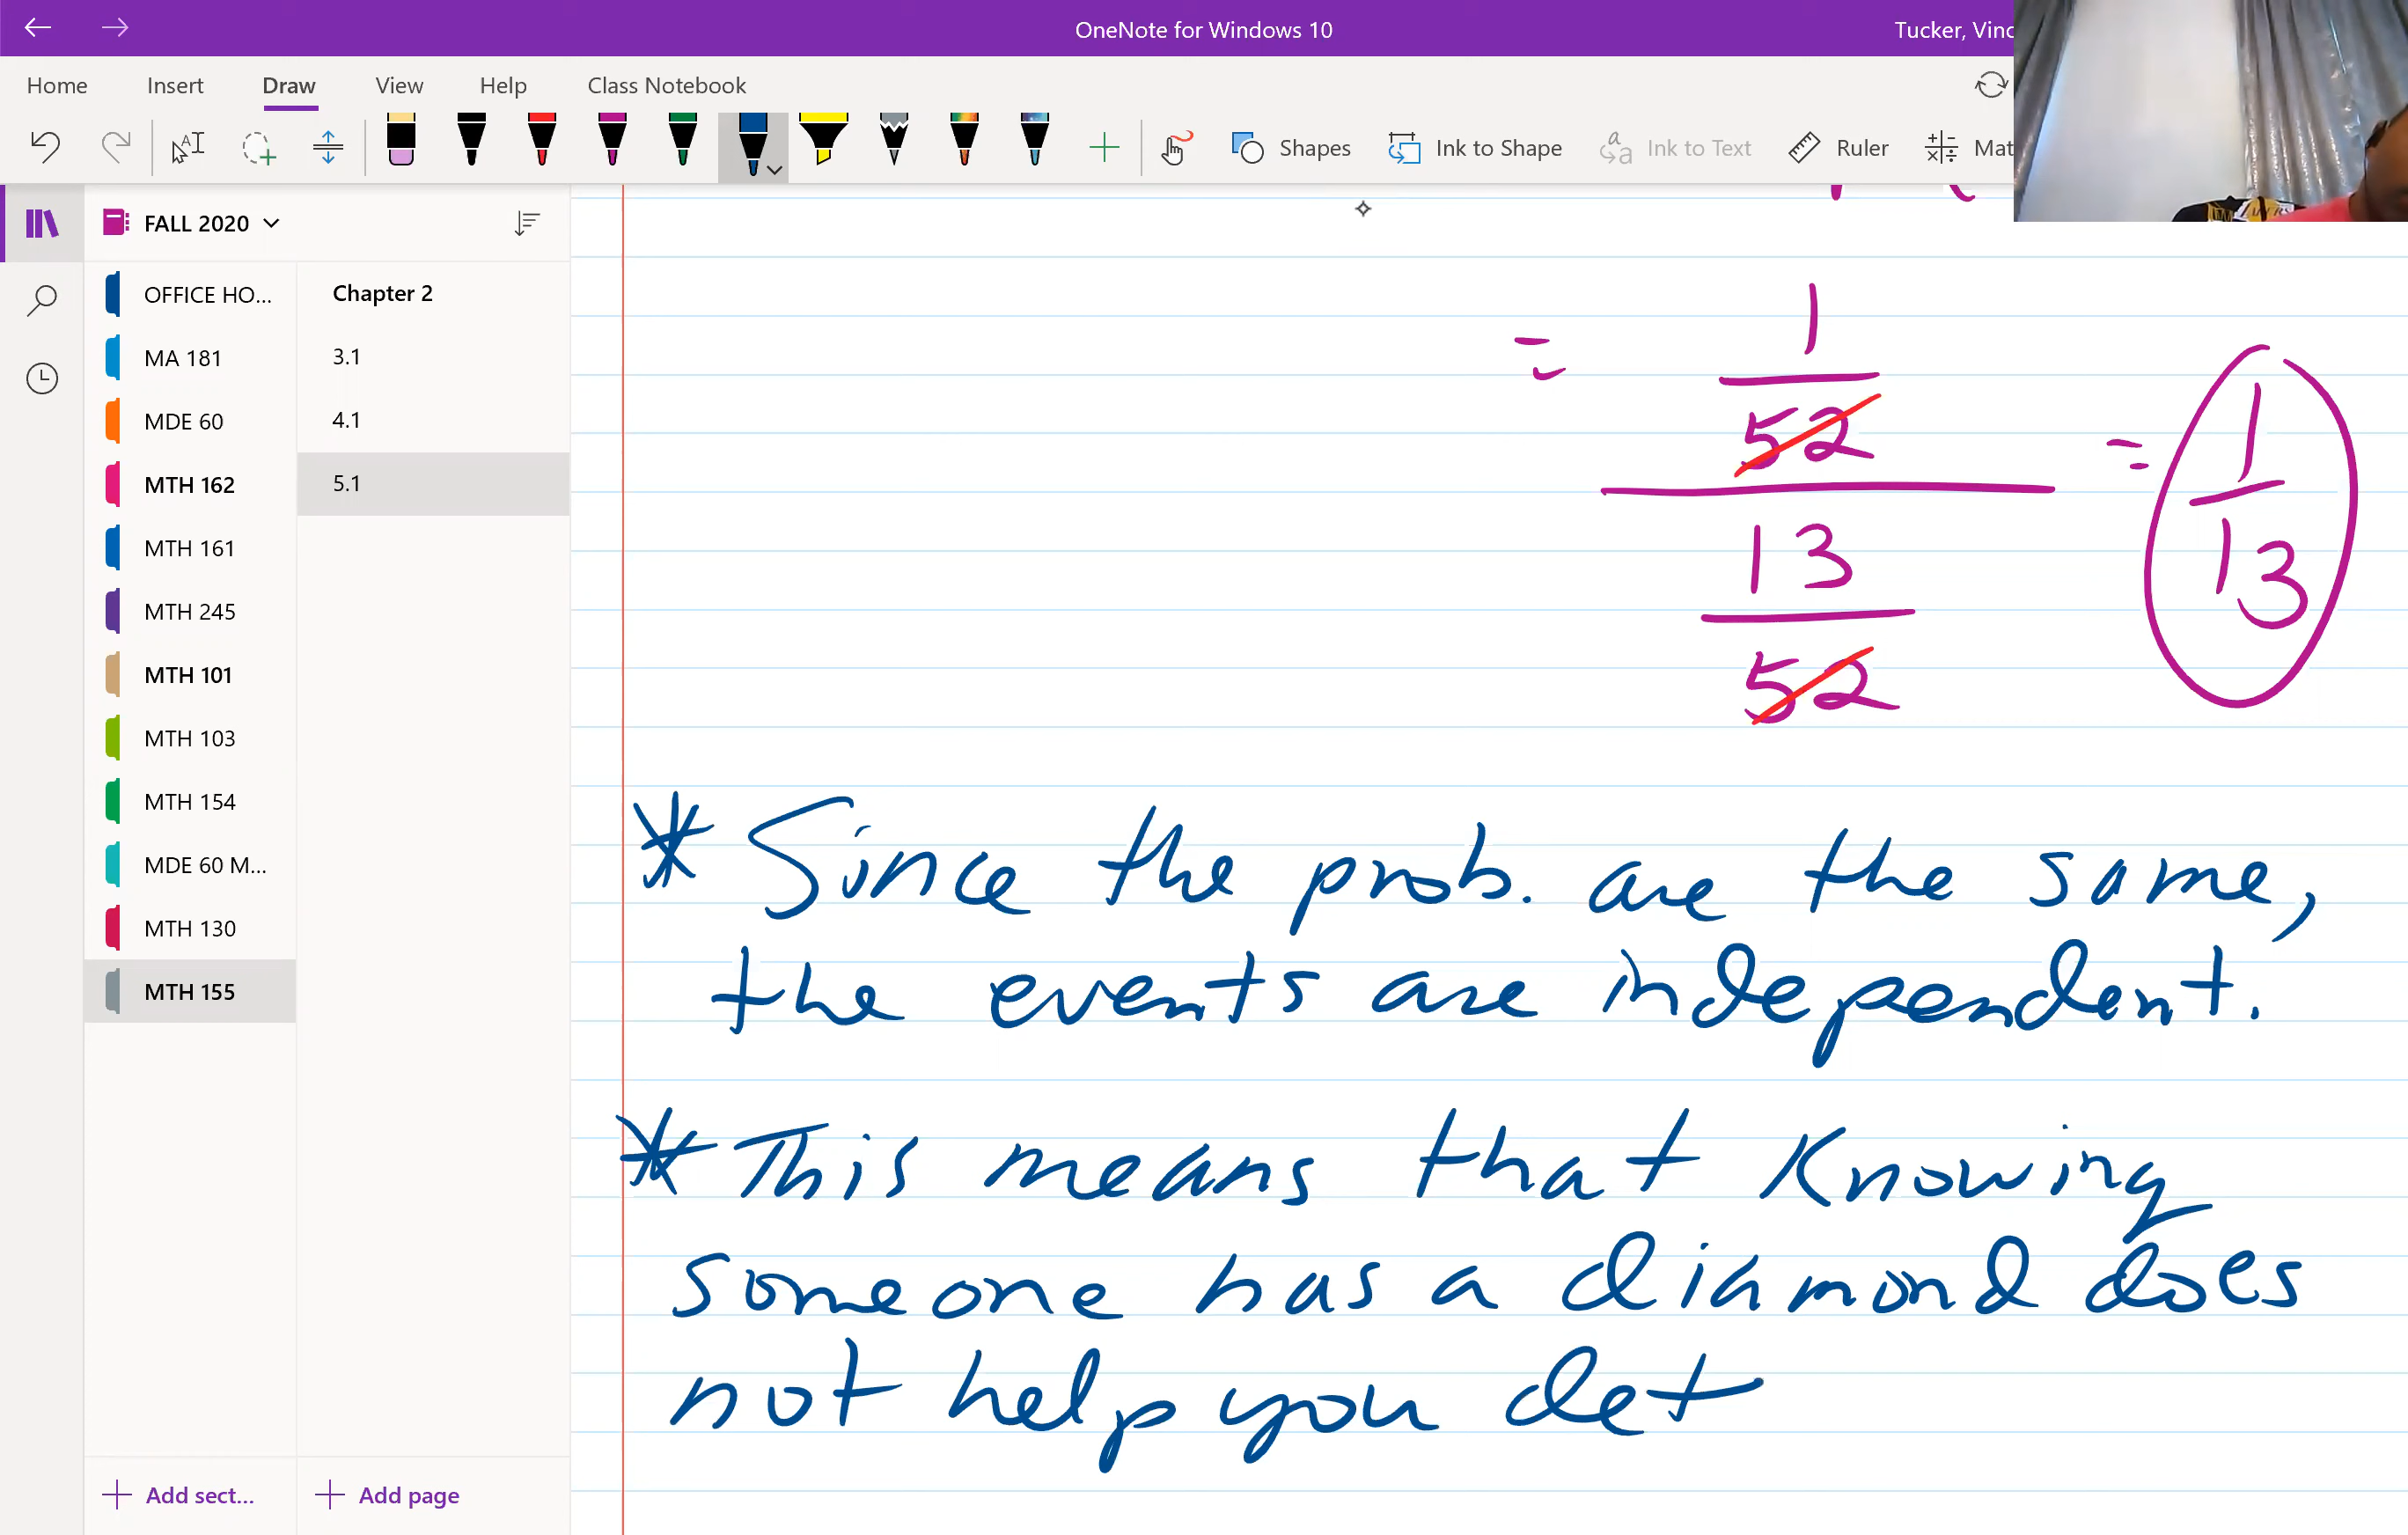 OneNote for Windows 10
Tucker, Vinc
Home Insert Draw View Help Class Notebook
Shapes Ink to Shape Ink to Text Ruler Mat
FALL 2020
OFFICE HO...
MA 181
MDE 60
MTH 162
MTH 161
MTH 245
MTH 101
MTH 103
MTH 154
MDE 60 M...
MTH 130
MTH 155
Add sect...
Chapter 2
3.1
4.1
5.1
Add page
= 1
52
13
52
= 1
13
* Since the prob. are the same,
the events are independent.
* This means that Knowing
someone has a diamond does
not help you det